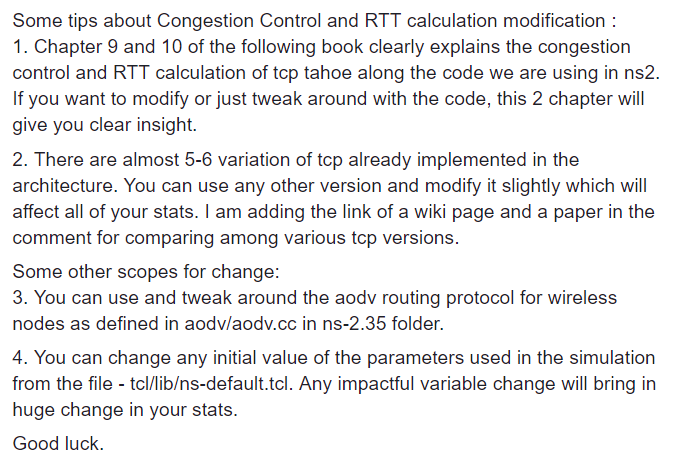 Some tips about Congestion Control and RTT calculation modification :
1. Chapter 9 and 10 of the following book clearly explains the congestion
control and RTT calculation of tcp tahoe along the code we are using in ns2.
If you want to modify or just tweak around with the code, this 2 chapter will
give you clear insight.
2. There are almost 5-6 variation of tcp already implemented in the
architecture. You can use any other version and modify it slightly which will
affect all of your stats. I am adding the link of a wiki page and a paper in the
comment for comparing among various tcp versions.
Some other scopes for change:
3. You can use and tweak around the aodv routing protocol for wireless
nodes as defined in aodv/aodv.cc in ns-2.35 folder.
4. You can change any initial value of the parameters used in the simulation
from the file - tcl/lib/ns-default.tcl. Any impactful variable change will bring in
huge change in your stats.
Good luck.